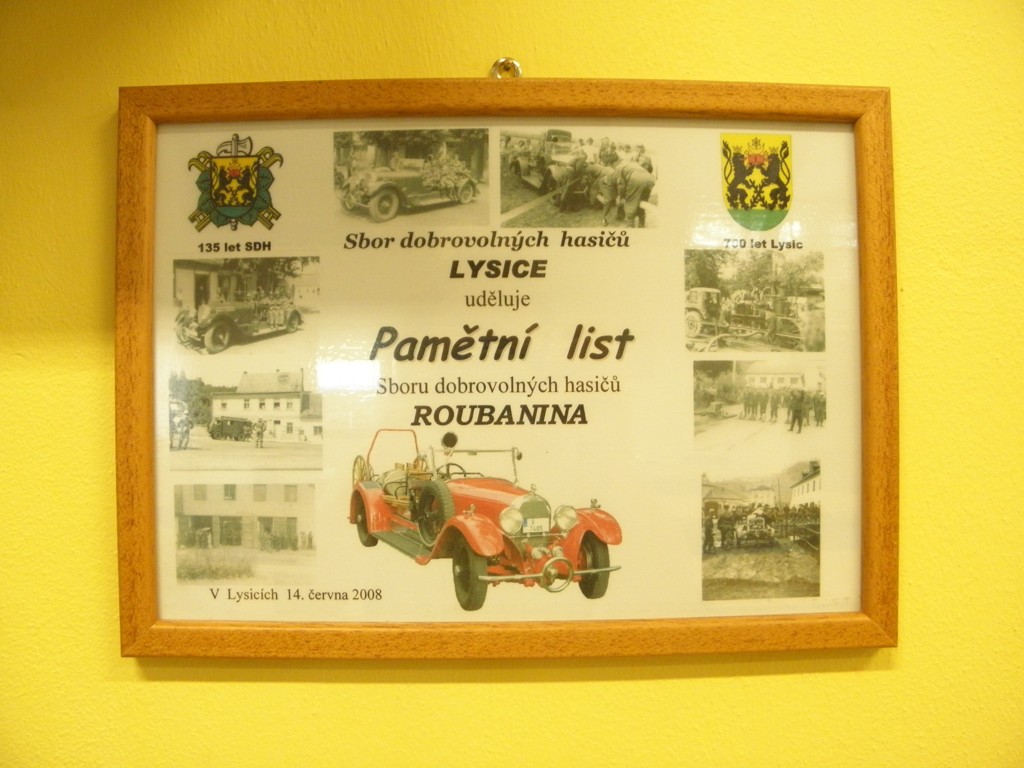 135 let SDH
700 let Lysic
Sbor dobrovolných hasičů
LYSICE
uděluje
Pamětní list
Sboru dobrovolných hasičů
ROUBANINA
V Lysicích 14. června 2008